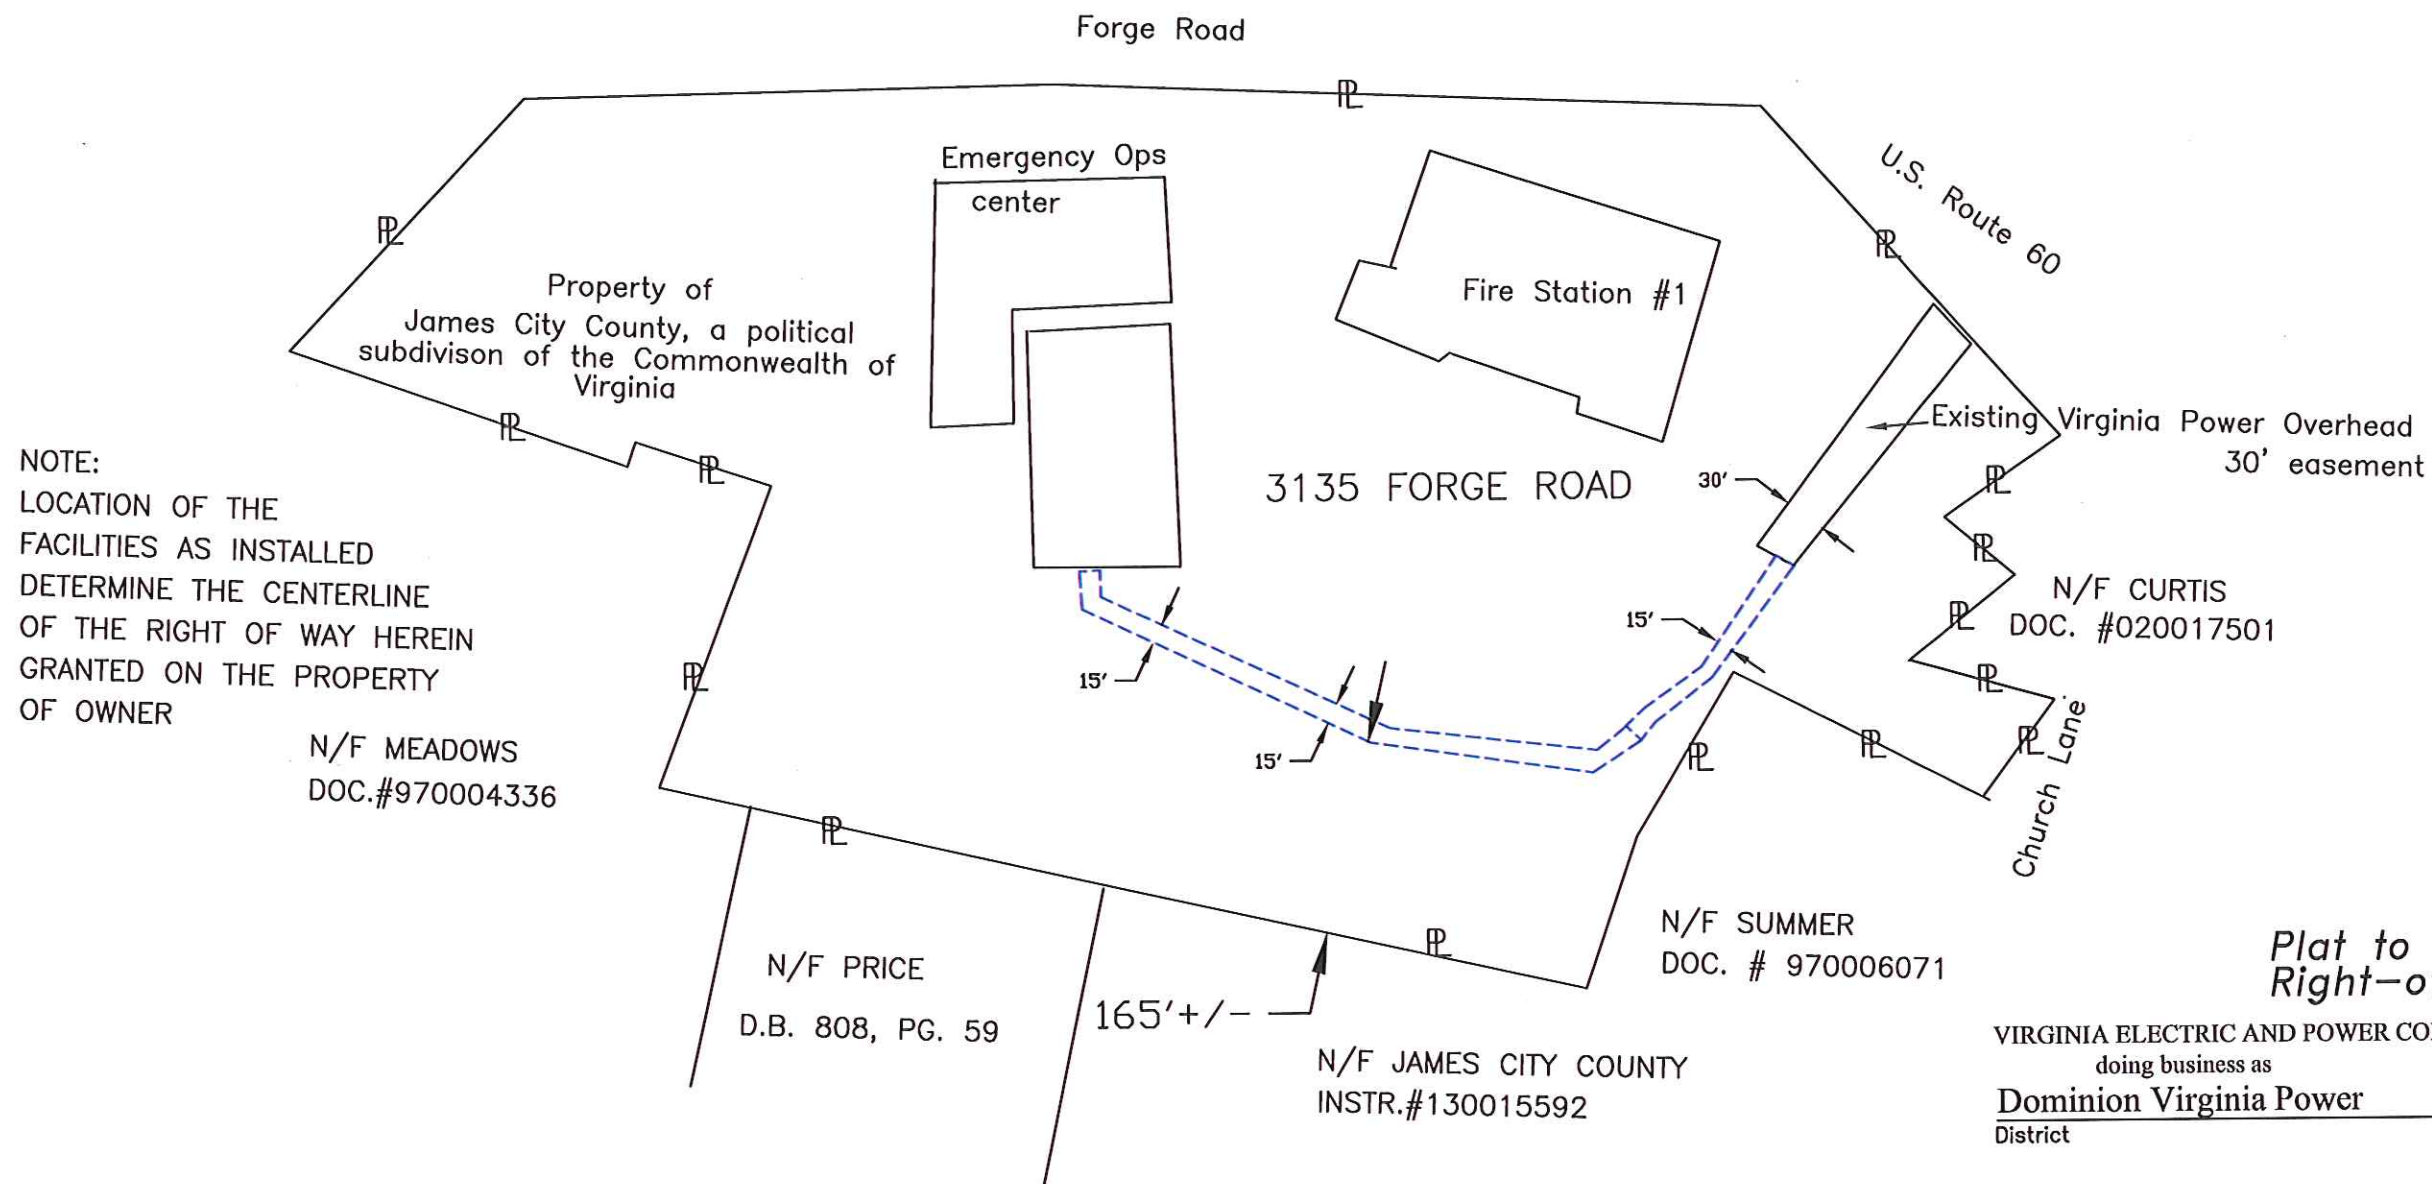 Forge Road
℄
Emergency Ops
center
U.S. Route 60
℄
℄
Property of
James City County, a political
subdivison of the Commonwealth of
Virginia
Fire Station #1
℄
℄
Existing Virginia Power Overhead
30' easement
℄
3135 FORGE ROAD
30'
NOTE:
LOCATION OF THE
FACILITIES AS INSTALLED
DETERMINE THE CENTERLINE
OF THE RIGHT OF WAY HEREIN
GRANTED ON THE PROPERTY
OF OWNER
℄
N/F CURTIS
DOC. #020017501
℄
15'
15'
℄
℄
15'
℄
℄
℄
Church Lane
N/F MEADOWS
DOC.#970004336
℄
N/F SUMMER
DOC. # 970006071
℄
N/F PRICE
D.B. 808, PG. 59
165'+/-
N/F JAMES CITY COUNTY
INSTR.#130015592
Plat to
Right-o
VIRGINIA ELECTRIC AND POWER CO
doing business as
Dominion Virginia Power
District